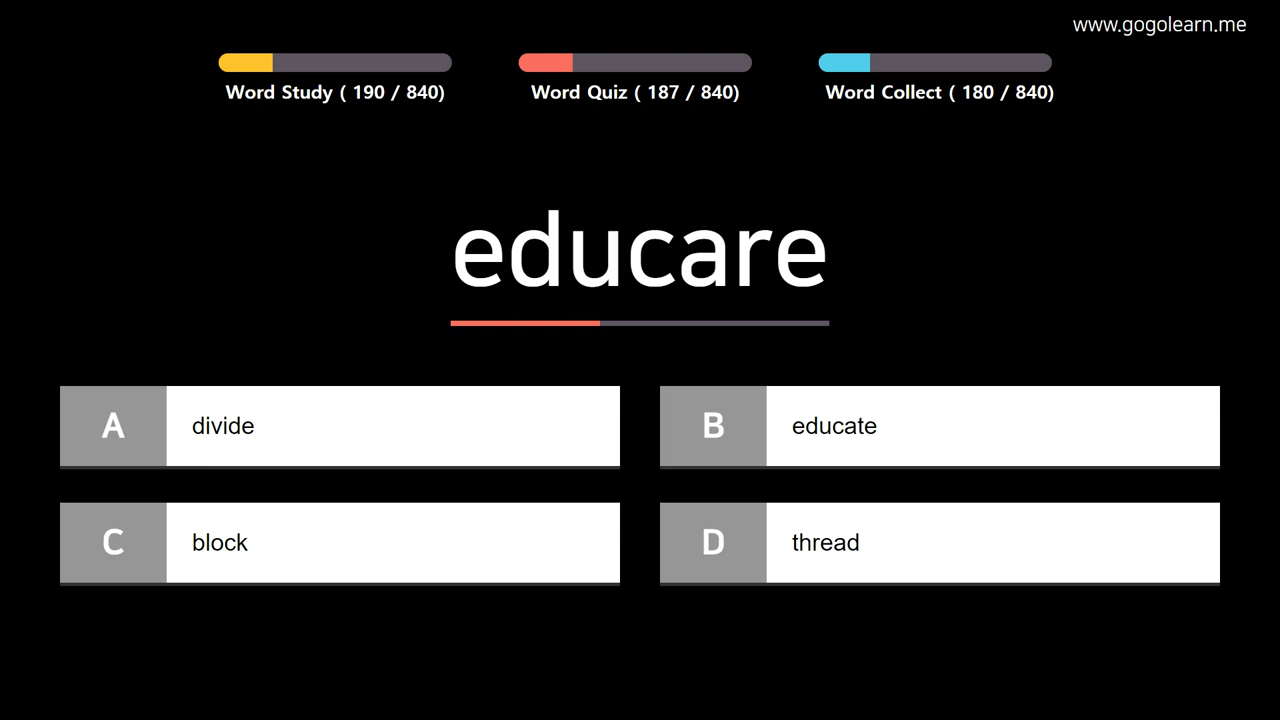 www.gogolearn.me
Word Study ( 190 / 840)
Word Quiz ( 187 / 840)
Word Collect ( 180 / 840)
educare
A divide
B educate
C block
D thread